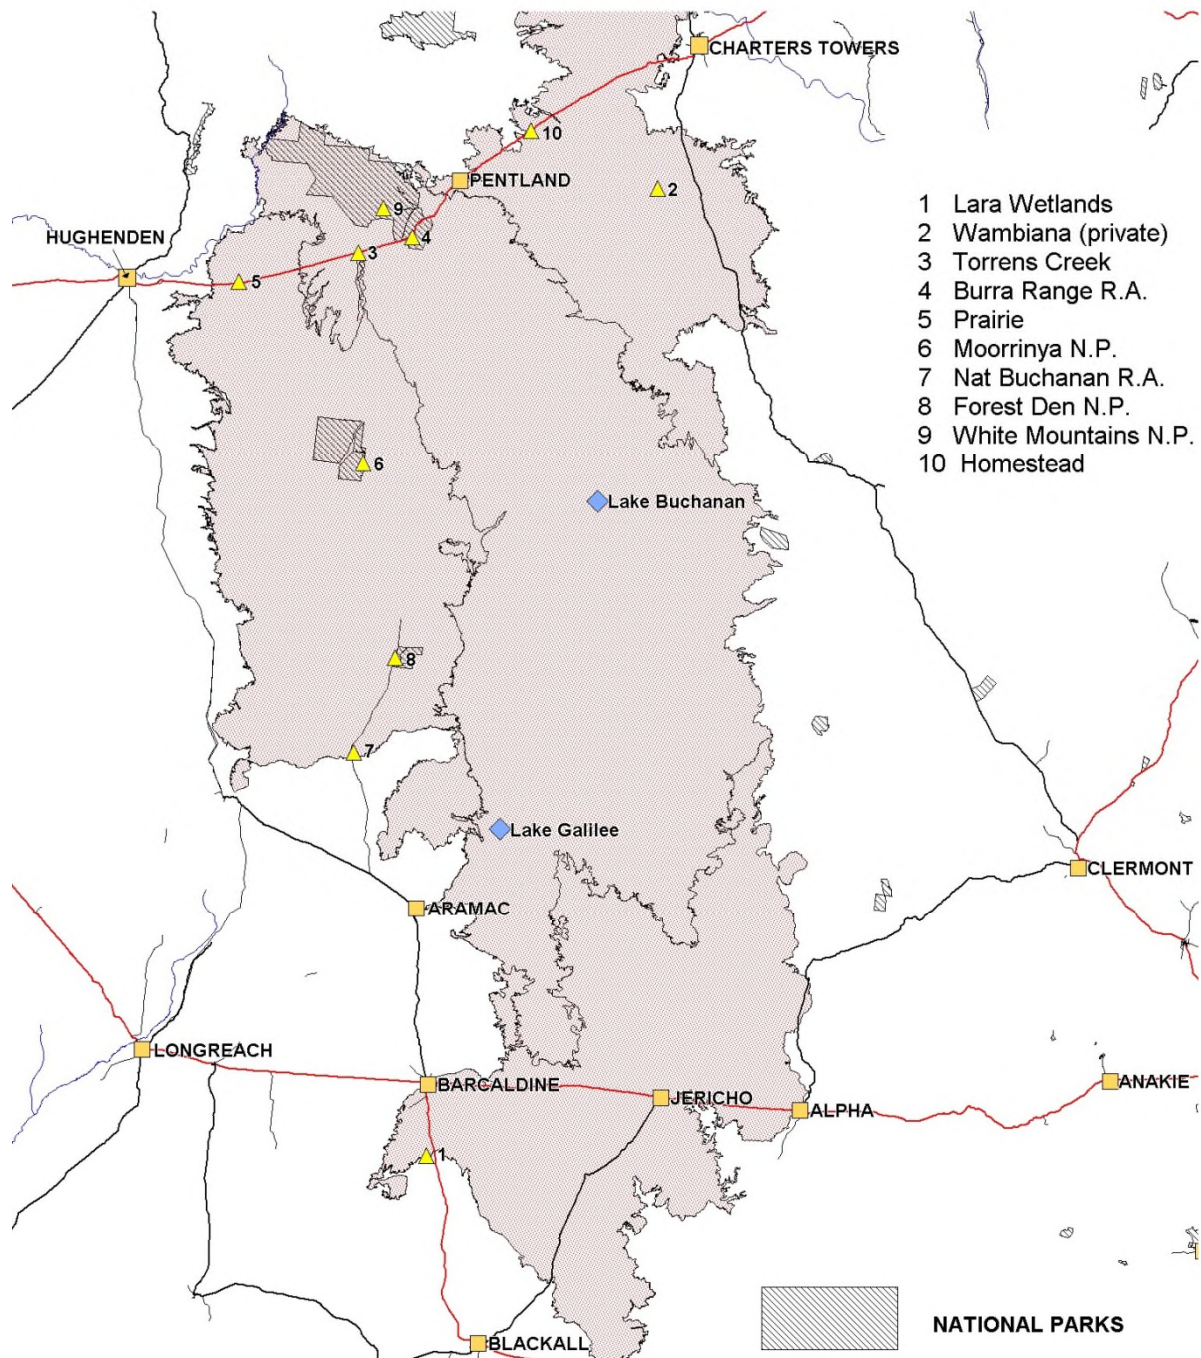 CHARTERS TOWERS
10
PENTLAND
2
9
HUGHENDEN
4
3
5
1 Lara Wetlands
2 Wambiana (private)
3 Torrens Creek
4 Burra Range R.A.
5 Prairie
6 Moorrinya N.P.
7 Nat Buchanan R.A.
8 Forest Den N.P.
9 White Mountains N.P.
10 Homestead
6
Lake Buchanan
8
7
Lake Galilee
CLERMONT
ARAMAC
LONGREACH
BARCALDINE
JERICHO
ALPHA
ANAKIE
1
NATIONAL PARKS
BLACKALL